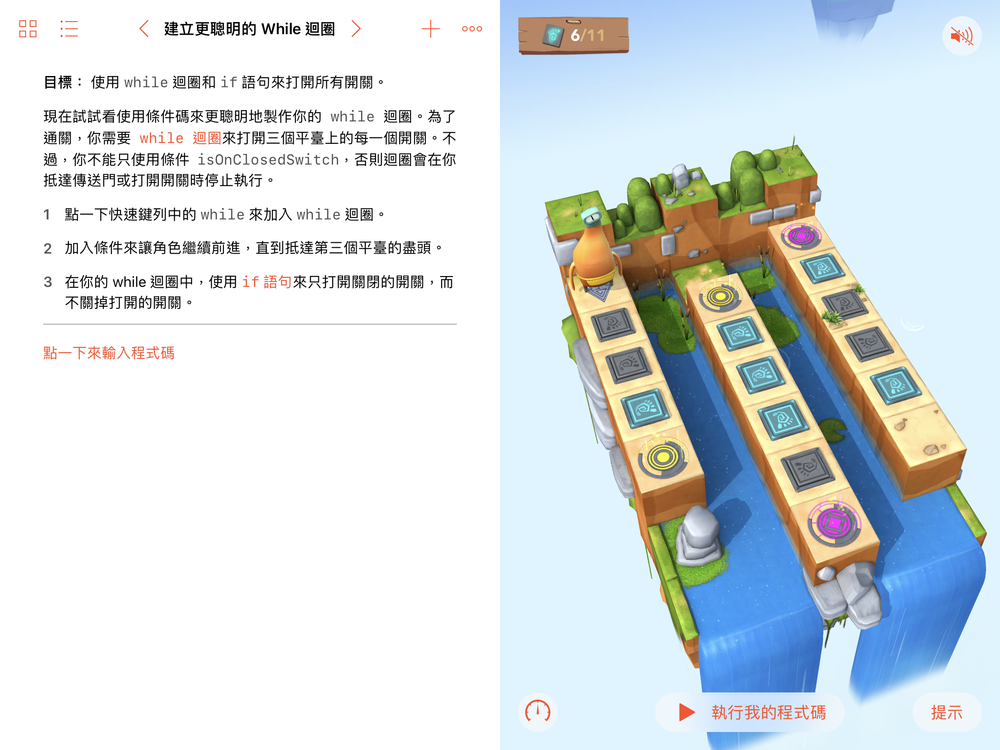 建立更聰明的 While 迴圈
目標： 使用 while 迴圈和 if 語句來打開所有開關。
現在試試看使用條件碼來更聰明地製作你的 while 迴圈。為了
通關，你需要 while 迴圈來打開三個平臺上的每一個開關。不
過，你不能只使用條件 isOnClosedSwitch，否則迴圈會在你
抵達傳送門或打開開關時停止執行。
1 點一下快速鍵列中的 while 來加入 while 迴圈。
2 加入條件來讓角色繼續前進，直到抵達第三個平臺的盡頭。
3 在你的 while 迴圈中，使用 if 語句來只打開關閉的開關，而
不關掉打開的開關。
點一下來輸入程式碼
6/11
執行我的程式碼
提示